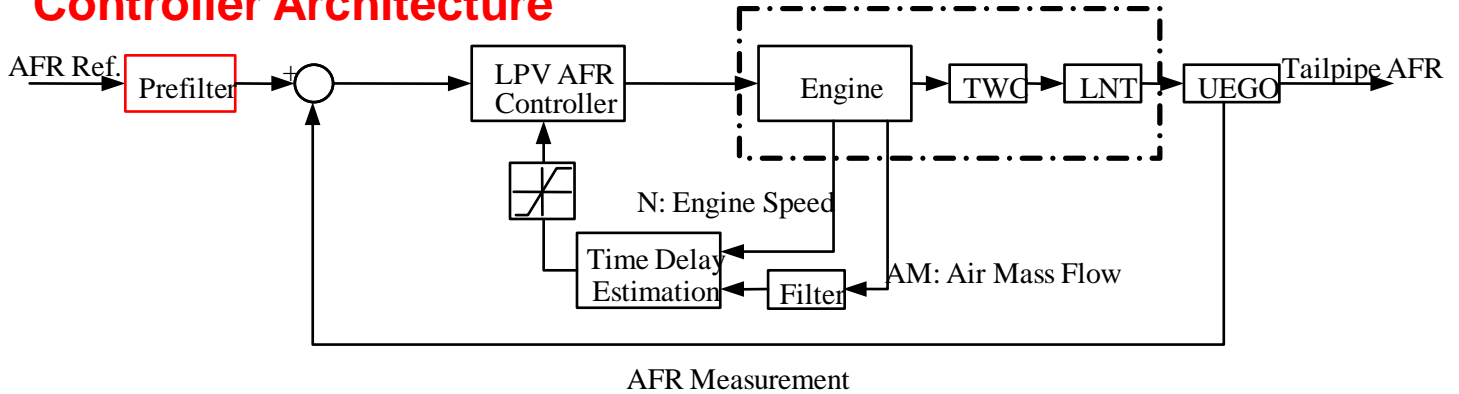 Controller Architecture
AFR Ref.
Prefilter
+
LPV AFR
Controller
Engine
TWC
LNT
UEGO
Tailpipe AFR
N: Engine Speed
Time Delay
Estimation
Filter
AM: Air Mass Flow
AFR Measurement